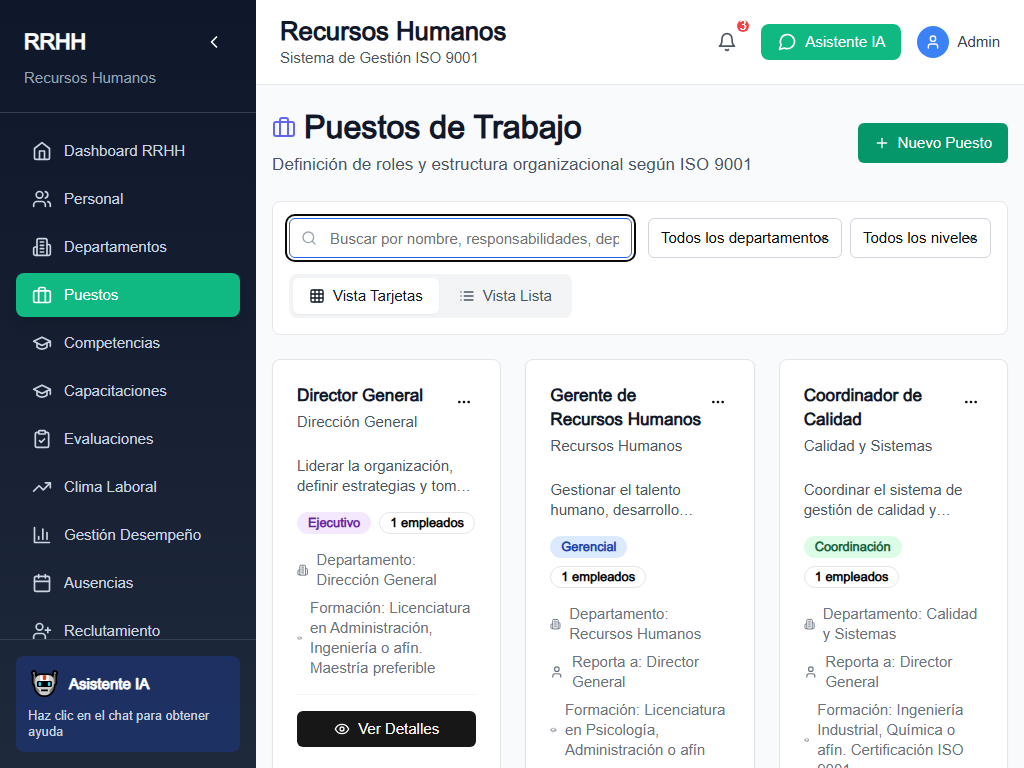 RRHH
Recursos Humanos
Dashboard RRHH
Personal
Departamentos
Puestos
Competencias
Capacitaciones
Evaluaciones
Clima Laboral
Gestión Desempeño
Ausencias
Reclutamiento
Asistente IA
Haz clic en el chat para obtener
ayuda
Recursos Humanos
Sistema de Gestión ISO 9001
3
Asistente IA
Admin
Puestos de Trabajo
Definición de roles y estructura organizacional según ISO 9001
Nuevo Puesto
Buscar por nombre, responsabilidades, dep
Todos los departamentos
Todos los niveles
Vista Tarjetas
Vista Lista
Director General
Dirección General
Liderar la organización,
definir estrategias y tom...
Ejecutivo
1 empleados
Departamento:
Dirección General
Formación: Licenciatura
en Administración,
Ingeniería o afín.
Maestría preferible
Ver Detalles
Gerente de
Recursos Humanos
Recursos Humanos
Gestionar el talento
humano, desarrollo...
Gerencial
1 empleados
Departamento:
Recursos Humanos
Reporta a: Director
General
Formación: Licenciatura
en Psicología,
Administración o afín
Coordinador de
Calidad
Calidad y Sistemas
Coordinar el sistema de
gestión de calidad y...
Coordinación
1 empleados
Departamento: Calidad
y Sistemas
Reporta a: Director
General
Formación: Ingeniería
Industrial, Química o
afín. Certificación ISO
9001